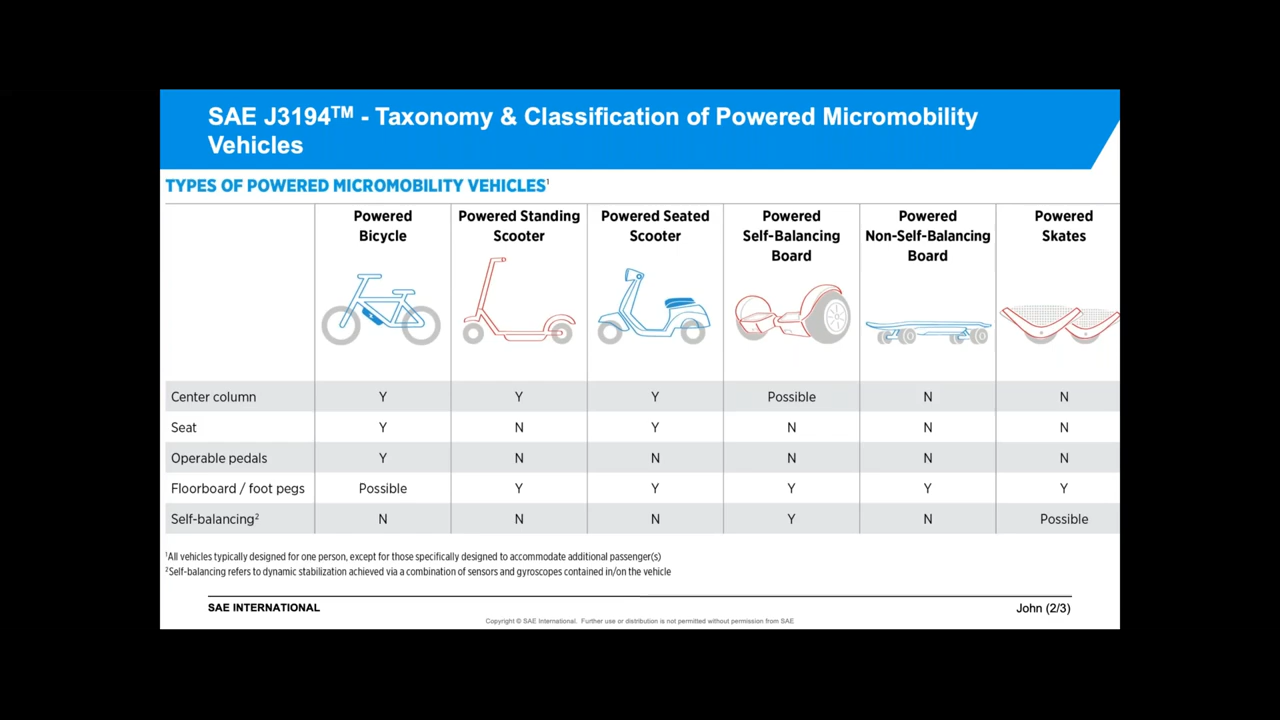 SAE J3194™ - Taxonomy & Classification of Powered Micromobility
Vehicles
TYPES OF POWERED MICROMOBILITY VEHICLES¹
Powered Bicycle
Powered Standing Scooter
Powered Seated Scooter
Powered Self-Balancing Board
Powered Non-Self-Balancing Board
Powered Skates
Center column Y Y Y Possible N N
Seat Y N Y N N N
Operable pedals Y N N N N N
Floorboard / foot pegs Possible Y Y Y Y Y
Self-balancing² N N N Y N Possible
¹All vehicles typically designed for one person, except for those specifically designed to accommodate additional passenger(s)
²Self-balancing refers to dynamic stabilization achieved via a combination of sensors and gyroscopes contained in/on the vehicle
SAE INTERNATIONAL John (2/3)
Copyright © SAE International. Further use or distribution is not permitted without permission from SAE